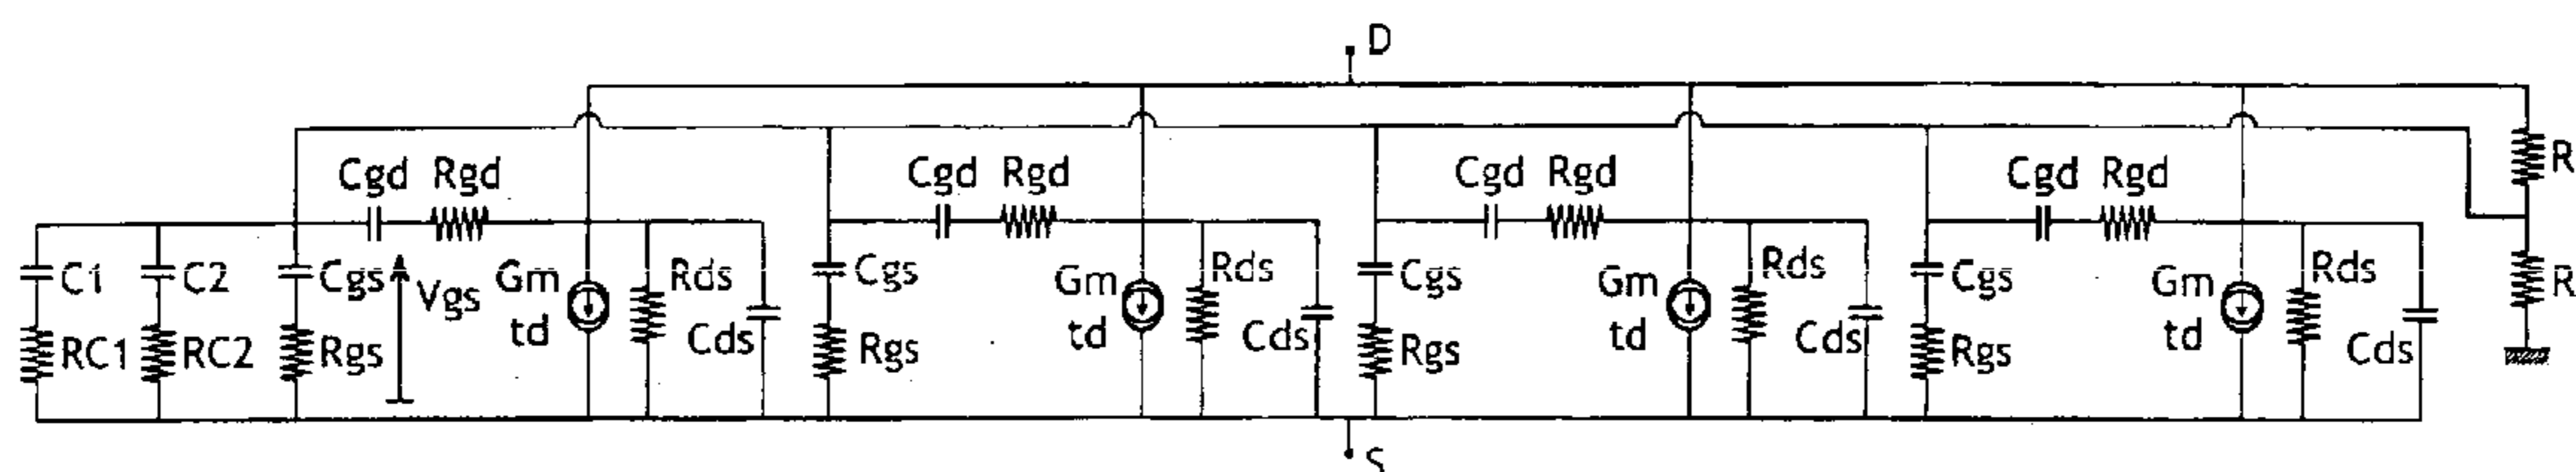 D
Cgd Rgd
Cgd Rgd
Cgd Rgd
Cgd Rgd
R
C1
C2
Cgs
Vgs
Gm
td
Rds
Cds
Cgs
Gm
td
Rds
Cds
Cgs
Gm
td
Rds
Cds
Cgs
Gm
td
Rds
Cds
R
RC1
RC2
Rgs
Rgs
Rgs
Rgs
S